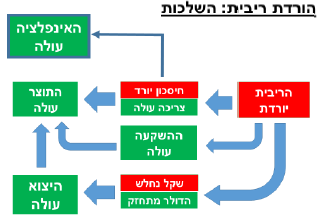 הורדת ריבית: השלכות
האינפלציה
עולה
הריבית
יורדת
חיסכון יורד
צריכה עולה
התוצר
עולה
ההשקעה
עולה
שקל נחלש
הדולר מתחזק
היצוא
עולה